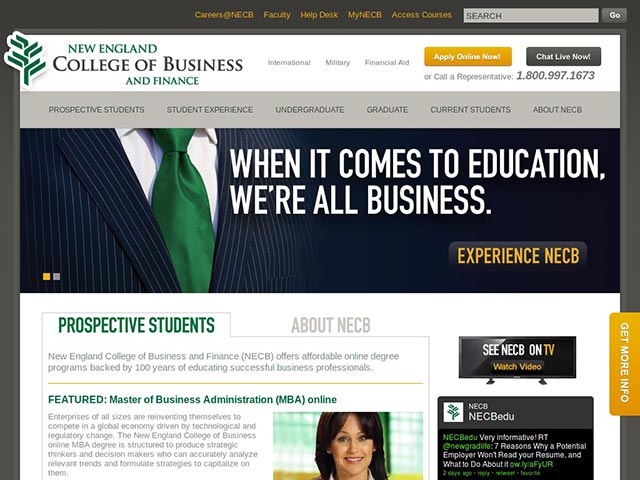 Careers@NECB Faculty Help Desk MyNECB Access Courses SEARCH Go
NEW ENGLAND
COLLEGE OF BUSINESS
AND FINANCE
International Military Financial Aid
Apply Online Now! Chat Live Now!
or Call a Representative: 1.800.997.1673
PROSPECTIVE STUDENTS STUDENT EXPERIENCE UNDERGRADUATE GRADUATE CURRENT STUDENTS ABOUT NECB
WHEN IT COMES TO EDUCATION,
WE'RE ALL BUSINESS.
EXPERIENCE NECB
PROSPECTIVE STUDENTS ABOUT NECB
New England College of Business and Finance (NECB) offers affordable online degree
programs backed by 100 years of educating successful business professionals.
FEATURED: Master of Business Administration (MBA) online
Enterprises of all sizes are reinventing themselves to
compete in a global economy driven by technological and
regulatory change. The New England College of Business
online MBA degree is structured to produce strategic
thinkers and decision makers who can accurately analyze
relevant trends and formulate strategies to capitalize on
them.
SEE NECB ON TV
Watch Video
GET MORE INFO
NECB
NECBedu
NECBedu Very informative! RT
@newgradlife: 7 Reasons Why a Potential
Employer Won't Read your Resume, and
What to Do About It ow.ly/aFyUR
2 days ago · reply · retweet · favorite